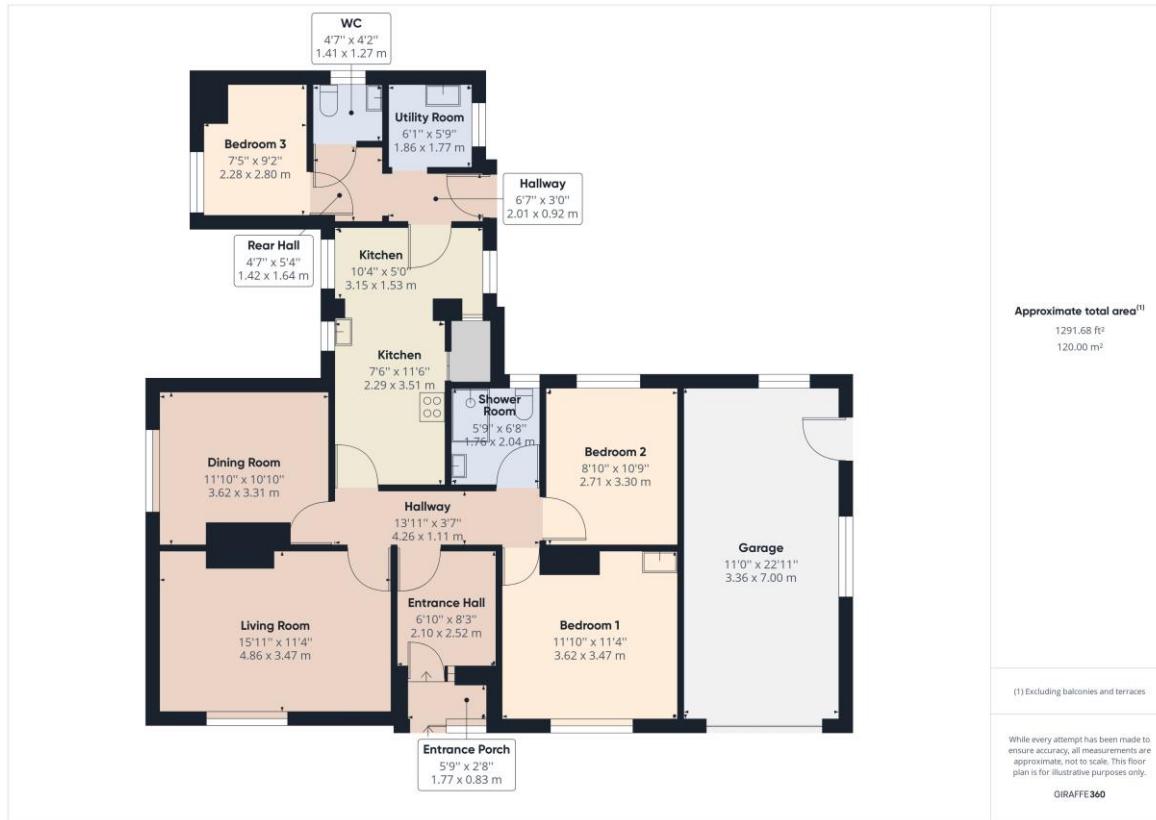 WC
4'7'' x 4'2''
1.41 x 1.27 m
Utility Room
6'1'' x 5'9''
1.86 x 1.77 m
Bedroom 3
7'5'' x 9'2''
2.28 x 2.80 m
Hallway
6'7'' x 3'0''
2.01 x 0.92 m
Rear Hall
4'7'' x 5'4''
1.42 x 1.64 m
Kitchen
10'4'' x 5'0''
3.15 x 1.53 m
Kitchen
7'6'' x 11'6''
2.29 x 3.51 m
Shower
Room
5'9'' x 6'8''
1.76 x 2.04 m
Bedroom 2
8'10'' x 10'9''
2.71 x 3.30 m
Dining Room
11'10'' x 10'10''
3.62 x 3.31 m
Hallway
13'11'' x 3'7''
4.26 x 1.11 m
Garage
11'0'' x 22'11''
3.36 x 7.00 m
Living Room
15'11'' x 11'4''
4.86 x 3.47 m
Entrance Hall
6'10'' x 8'3''
2.10 x 2.52 m
Bedroom 1
11'10'' x 11'4''
3.62 x 3.47 m
Entrance Porch
5'9'' x 2'8''
1.77 x 0.83 m
Approximate total area(1)
1291.68 ft²
120.00 m²
(1) Excluding balconies and terraces
While every attempt has been made to
ensure accuracy, all measurements are
approximate, not to scale. This floor
plan is for illustrative purposes only.
GIRAFFE360